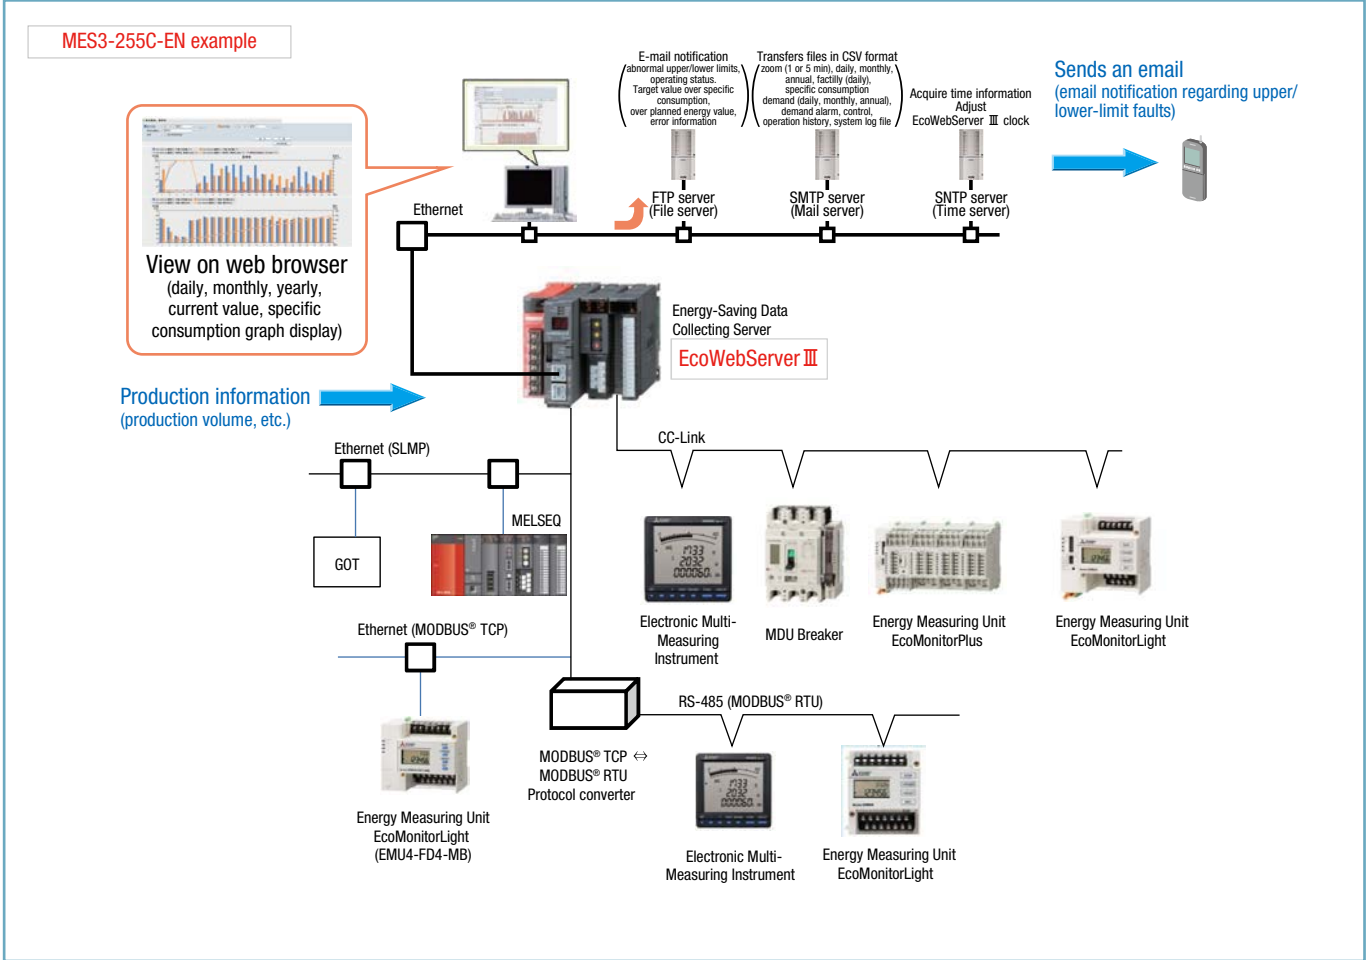 MES3-255C-EN example
E-mail notification
abnormal upper/lower limits,
operating status.
Target value over specific
consumption,
over planned energy value,
error information
Transfers files in CSV format
zoom (1 or 5 min), daily, monthly,
annual, factilly (daily),
specific consumption
demand (daily, monthly, annual),
demand alarm, control,
operation history, system log file
Acquire time information
Adjust
EcoWebServer Ⅲ clock
Sends an email
(email notification regarding upper/
lower-limit faults)
FTP server
(File server)
SMTP server
(Mail server)
SNTP server
(Time server)
Ethernet
View on web browser
(daily, monthly, yearly,
current value, specific
consumption graph display)
Energy-Saving Data
Collecting Server
EcoWebServer Ⅲ
Production information
(production volume, etc.)
Ethernet (SLMP)
CC-Link
MELSEQ
GOT
Electronic Multi-
Measuring
Instrument
MDU Breaker
Energy Measuring Unit
EcoMonitorPlus
Energy Measuring Unit
EcoMonitorLight
Ethernet (MODBUS® TCP)
RS-485 (MODBUS® RTU)
MODBUS® TCP ⇔
MODBUS® RTU
Protocol converter
Energy Measuring Unit
EcoMonitorLight
(EMU4-FD4-MB)
Electronic Multi-
Measuring Instrument
Energy Measuring Unit
EcoMonitorLight